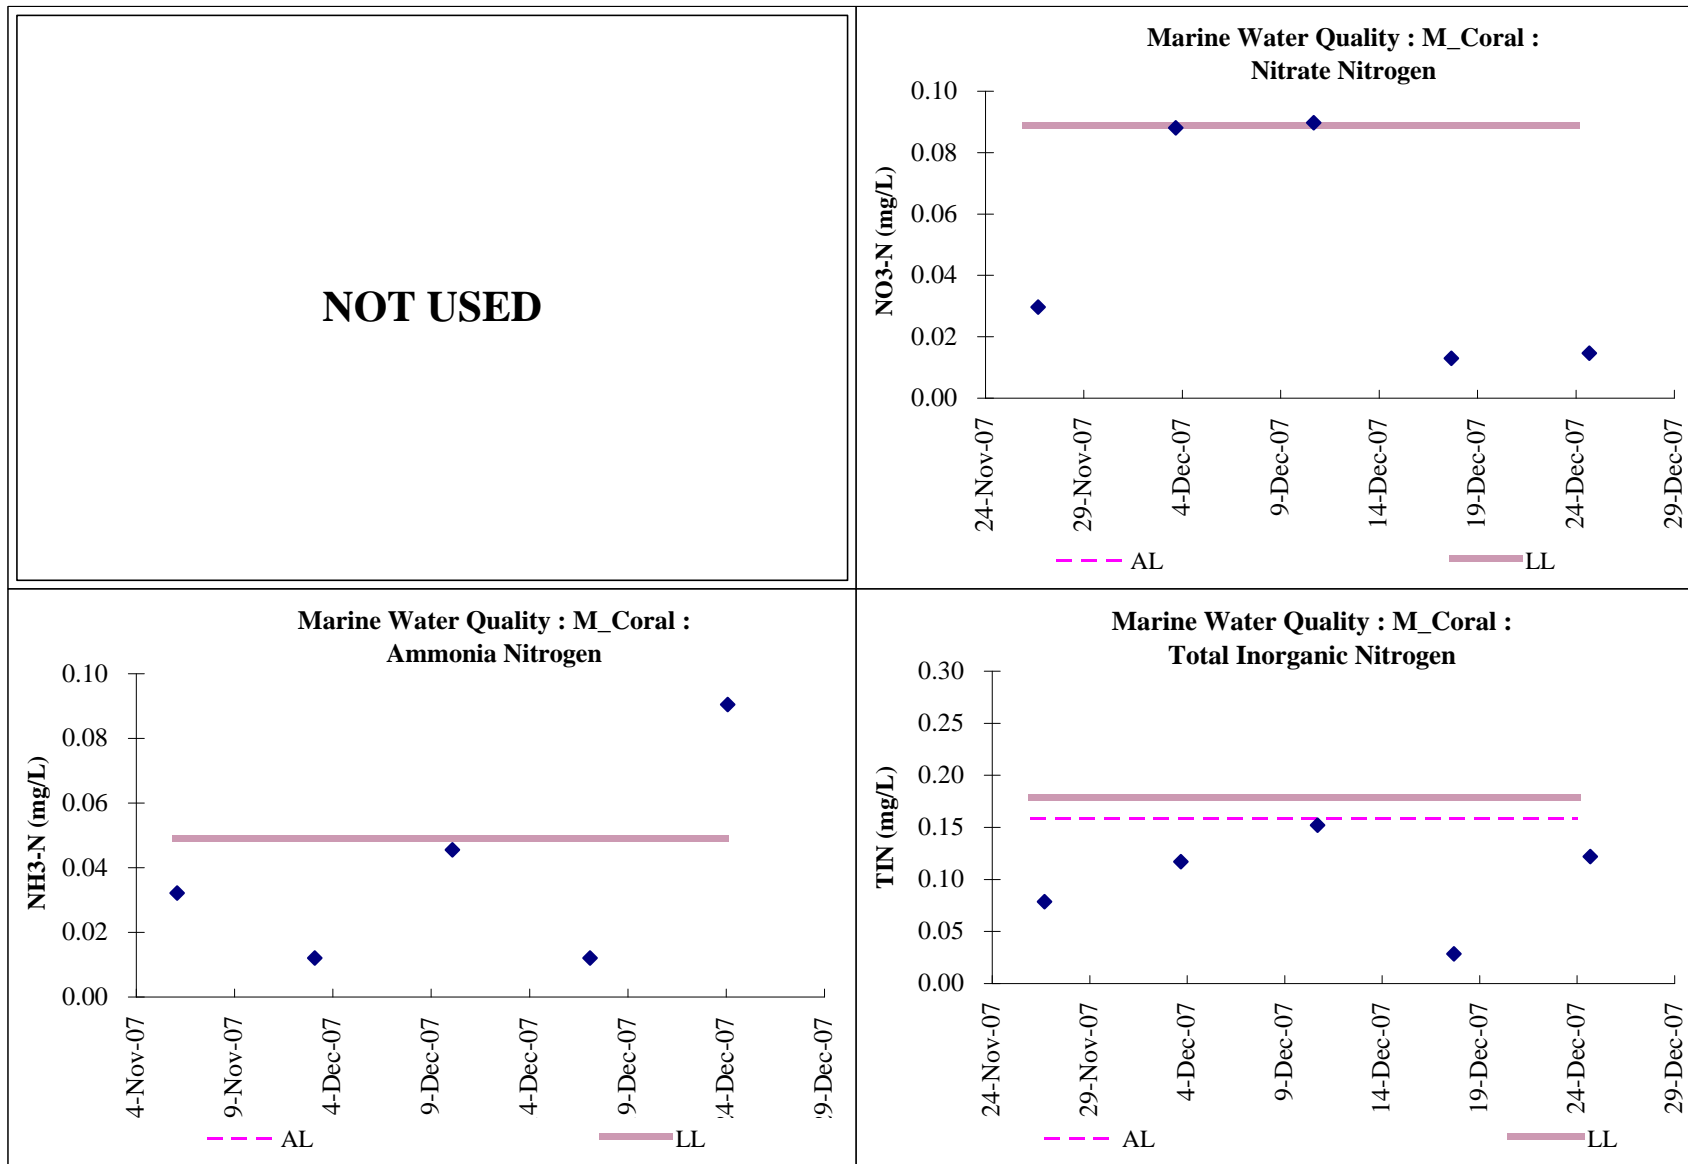 NOT USED
Marine Water Quality : M_Coral :
Nitrate Nitrogen
NO3-N (mg/L)
0.10
0.08
0.06
0.04
0.02
0.00
24-Nov-07
29-Nov-07
4-Dec-07
9-Dec-07
14-Dec-07
19-Dec-07
24-Dec-07
29-Dec-07
AL
LL
Marine Water Quality : M_Coral :
Ammonia Nitrogen
NH3-N (mg/L)
0.10
0.08
0.06
0.04
0.02
0.00
4-Nov-07
9-Nov-07
4-Dec-07
9-Dec-07
4-Dec-07
9-Dec-07
24-Dec-07
29-Dec-07
AL
LL
Marine Water Quality : M_Coral :
Total Inorganic Nitrogen
TIN (mg/L)
0.30
0.25
0.20
0.15
0.10
0.05
0.00
24-Nov-07
29-Nov-07
4-Dec-07
9-Dec-07
14-Dec-07
19-Dec-07
24-Dec-07
29-Dec-07
AL
LL